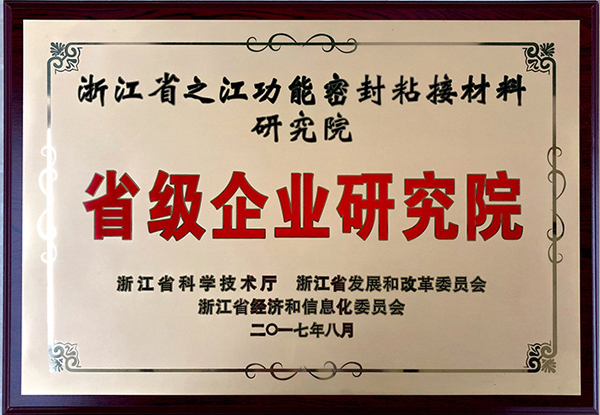 浙江省之江功能密封粘接材料
研究院
省级企业研究院
浙江省科学技术厅 浙江省发展和改革委员会
浙江省经济和信息化委员会
二〇一七年八月